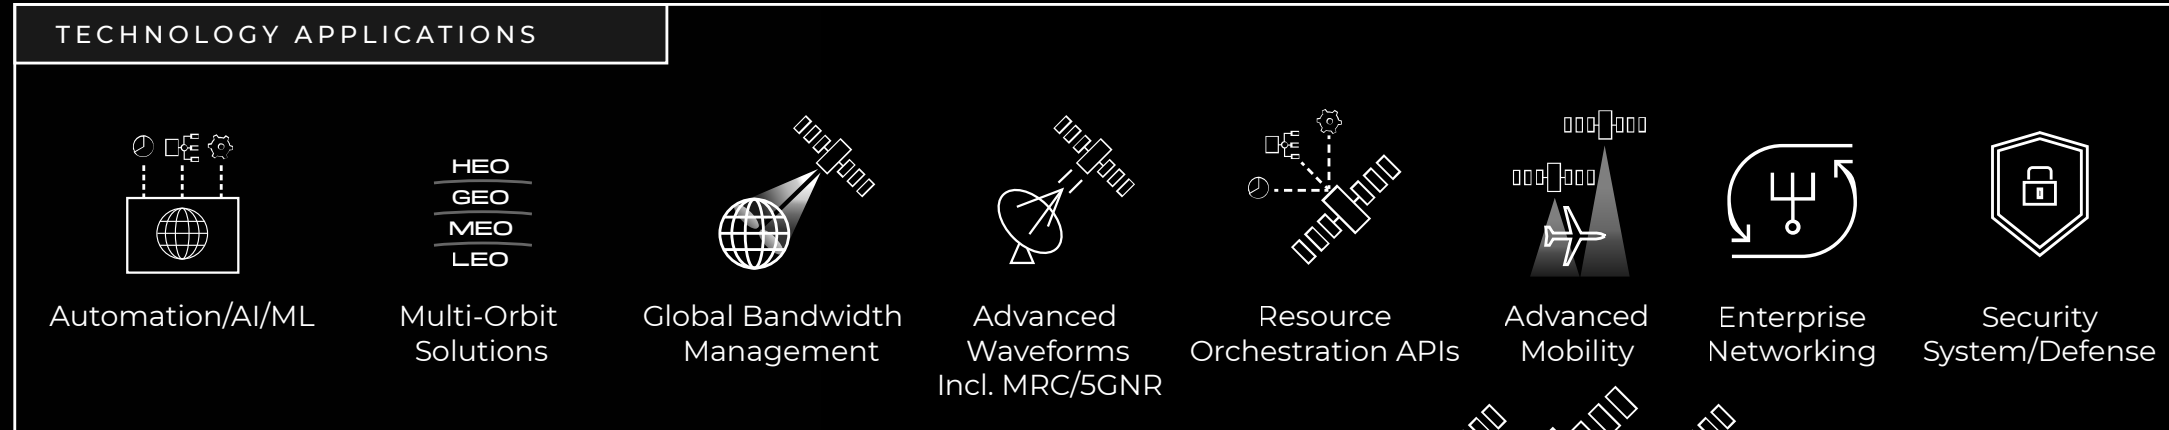 TECHNOLOGY APPLICATIONS
HEO
GEO
MEO
LEO
Automation/AI/ML
Multi-Orbit
Solutions
Global Bandwidth
Management
Advanced
Waveforms
Incl. MRC/5GNR
Resource
Orchestration APIs
Advanced
Mobility
Enterprise
Networking
Security
System/Defense